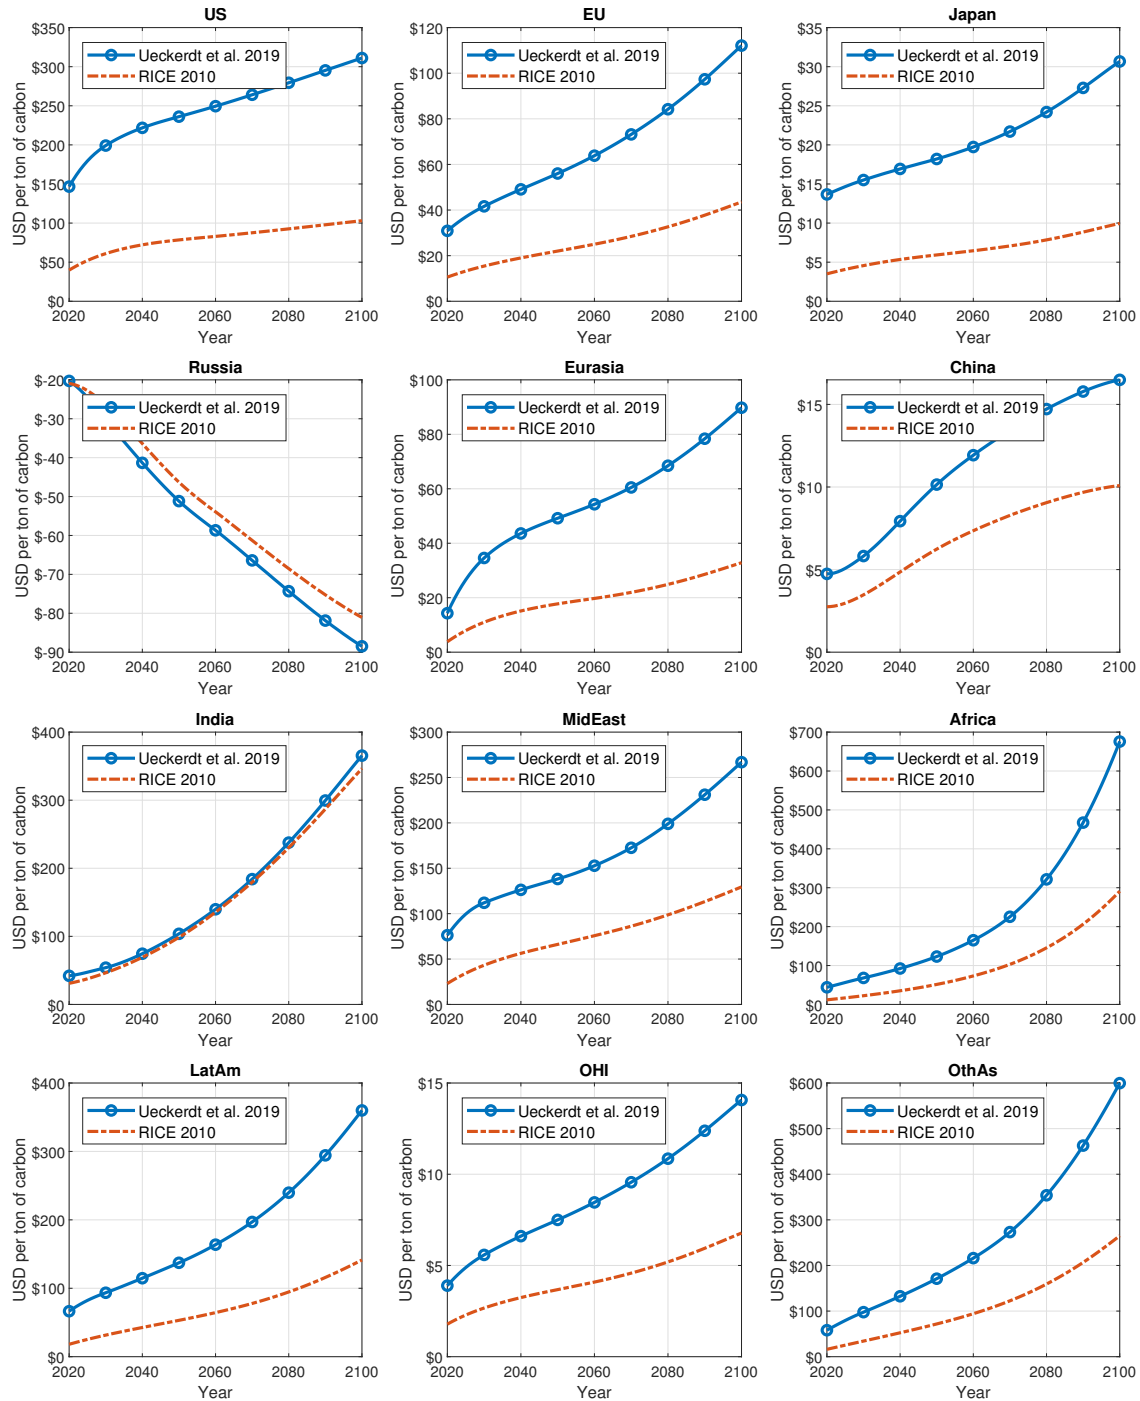 US
$350
$300
$250
$200
$150
$100
$50
$0
USD per ton of carbon
Ueckerdt et al. 2019
RICE 2010
2020 2040 2060 2080 2100
Year
EU
$120
$100
$80
$60
$40
$20
$0
USD per ton of carbon
Ueckerdt et al. 2019
RICE 2010
2020 2040 2060 2080 2100
Year
Japan
$35
$30
$25
$20
$15
$10
$5
$0
USD per ton of carbon
Ueckerdt et al. 2019
RICE 2010
2020 2040 2060 2080 2100
Year
Russia
$-20
$-30
$-40
$-50
$-60
$-70
$-80
$-90
USD per ton of carbon
Ueckerdt et al. 2019
RICE 2010
2020 2040 2060 2080 2100
Year
Eurasia
$100
$80
$60
$40
$20
$0
USD per ton of carbon
Ueckerdt et al. 2019
RICE 2010
2020 2040 2060 2080 2100
Year
China
$15
$10
$5
$0
USD per ton of carbon
Ueckerdt et al. 2019
RICE 2010
2020 2040 2060 2080 2100
Year
India
$400
$300
$200
$100
$0
USD per ton of carbon
Ueckerdt et al. 2019
RICE 2010
2020 2040 2060 2080 2100
Year
MidEast
$300
$250
$200
$150
$100
$50
$0
USD per ton of carbon
Ueckerdt et al. 2019
RICE 2010
2020 2040 2060 2080 2100
Year
Africa
$700
$600
$500
$400
$300
$200
$100
$0
USD per ton of carbon
Ueckerdt et al. 2019
RICE 2010
2020 2040 2060 2080 2100
Year
LatAm
$400
$300
$200
$100
$0
USD per ton of carbon
Ueckerdt et al. 2019
RICE 2010
2020 2040 2060 2080 2100
Year
OHI
$15
$10
$5
$0
USD per ton of carbon
Ueckerdt et al. 2019
RICE 2010
2020 2040 2060 2080 2100
Year
OthAs
$600
$500
$400
$300
$200
$100
$0
USD per ton of carbon
Ueckerdt et al. 2019
RICE 2010
2020 2040 2060 2080 2100
Year